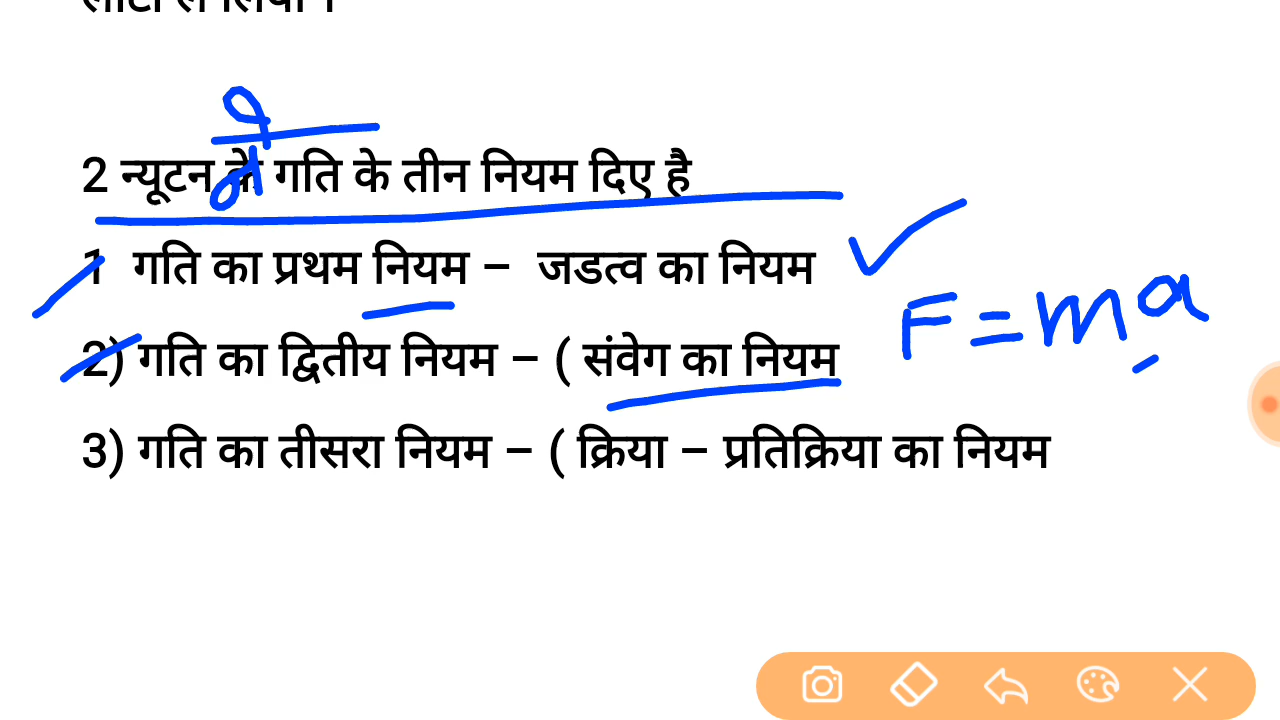 2 न्यूटन के गति के तीन नियम दिए है
1 गति का प्रथम नियम – जडत्व का नियम
F = ma
2) गति का द्वितीय नियम – ( संवेग का नियम
3) गति का तीसरा नियम – ( क्रिया – प्रतिक्रिया का नियम